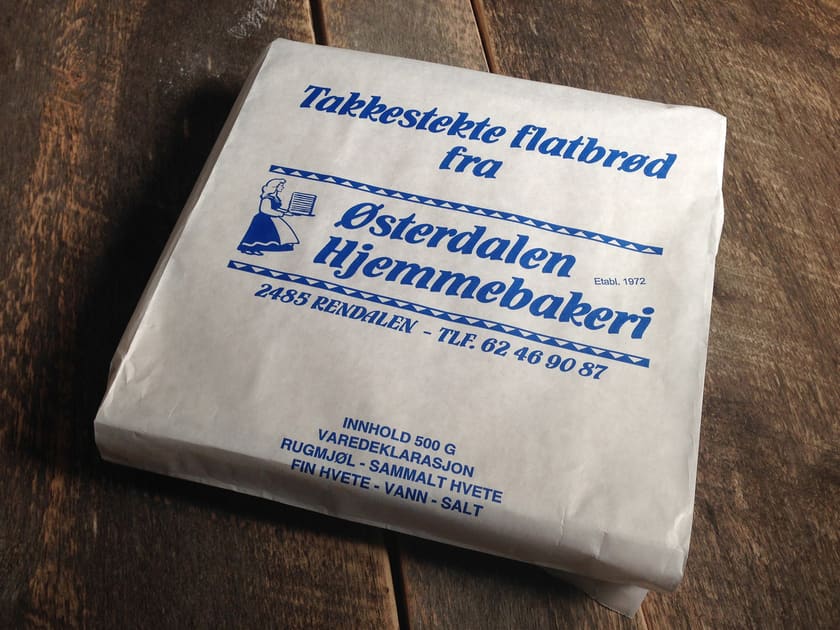 Takkestekte flatbrød
fra
Østerdalen
Hjemmebakeri
Etabl. 1972
2485 RENDALEN - TLF. 62 46 90 87
INNHOLD 500 G
VAREDEKLARASJON
RUGMJØL - SAMMALT HVETE
FIN HVETE - VANN - SALT